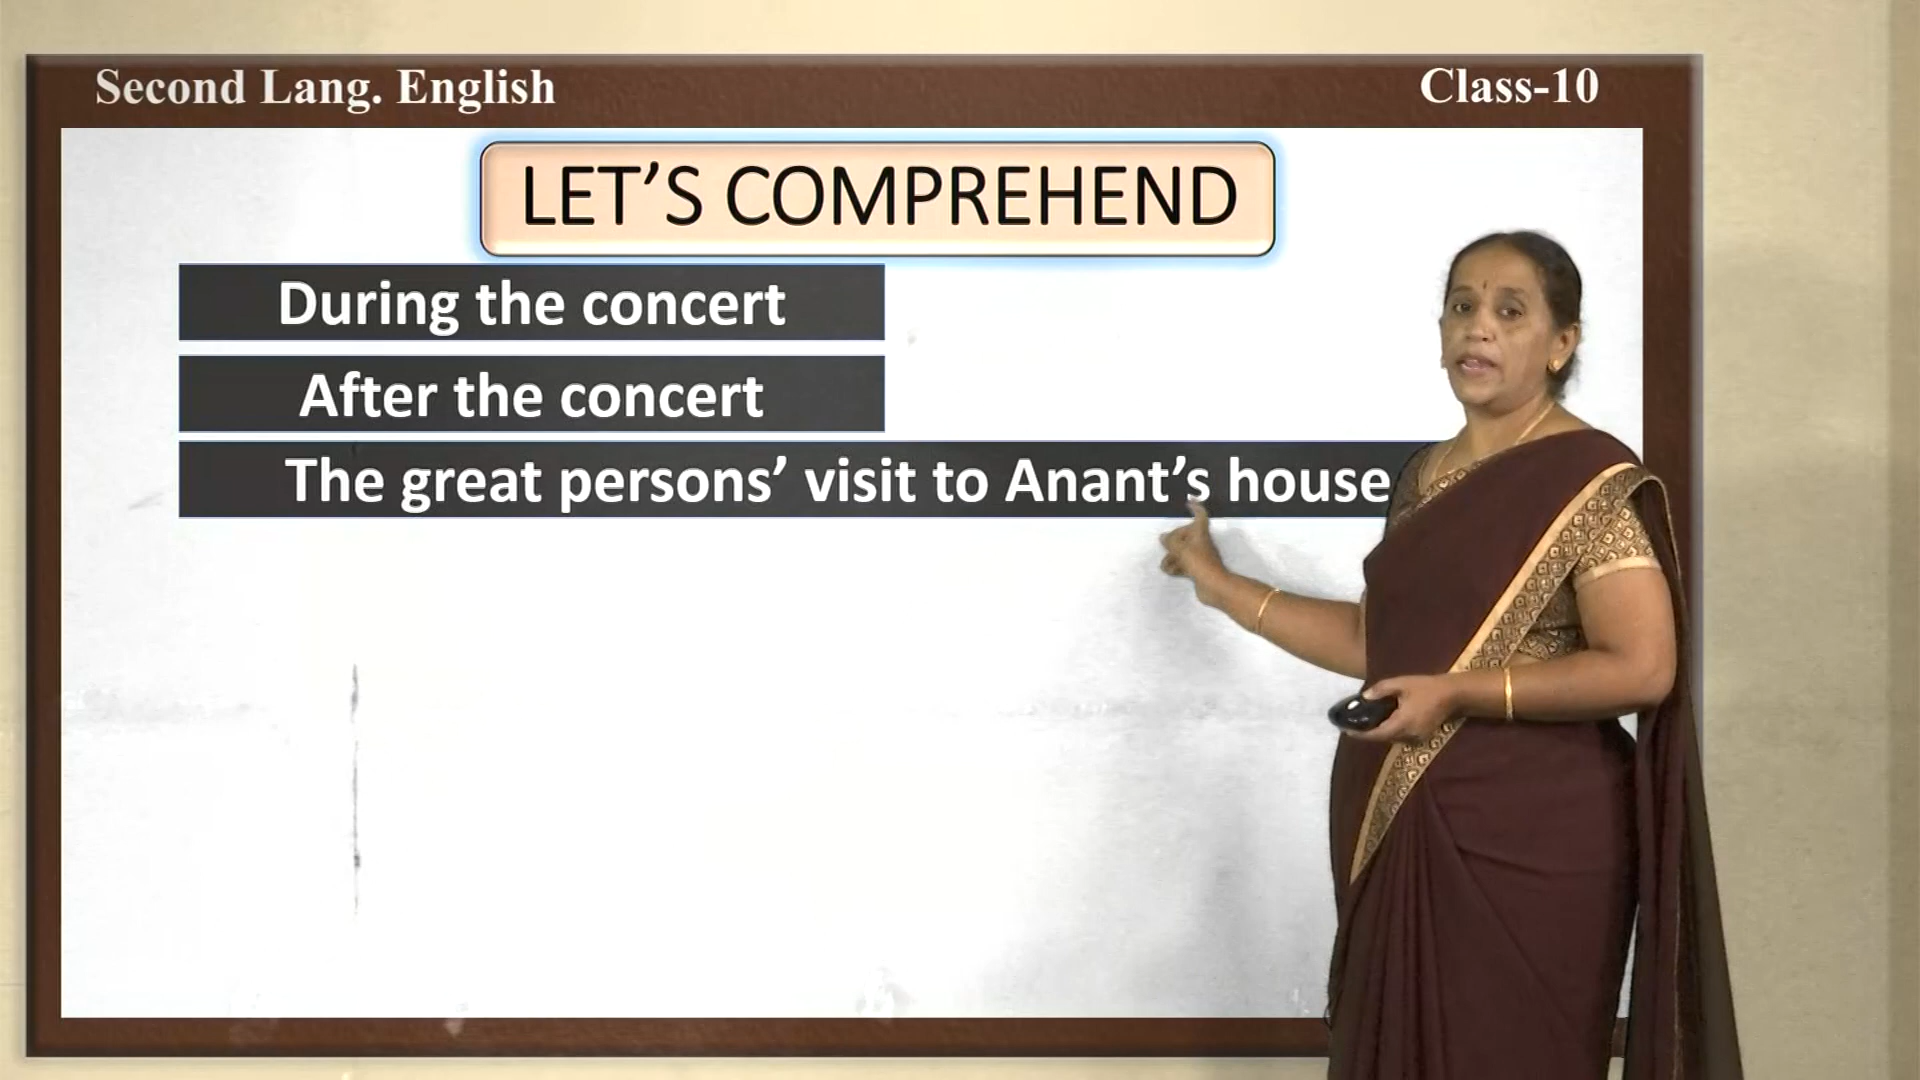 Second Lang. English
Class-10
LET’S COMPREHEND
During the concert
After the concert
The great persons’ visit to Anant’s house